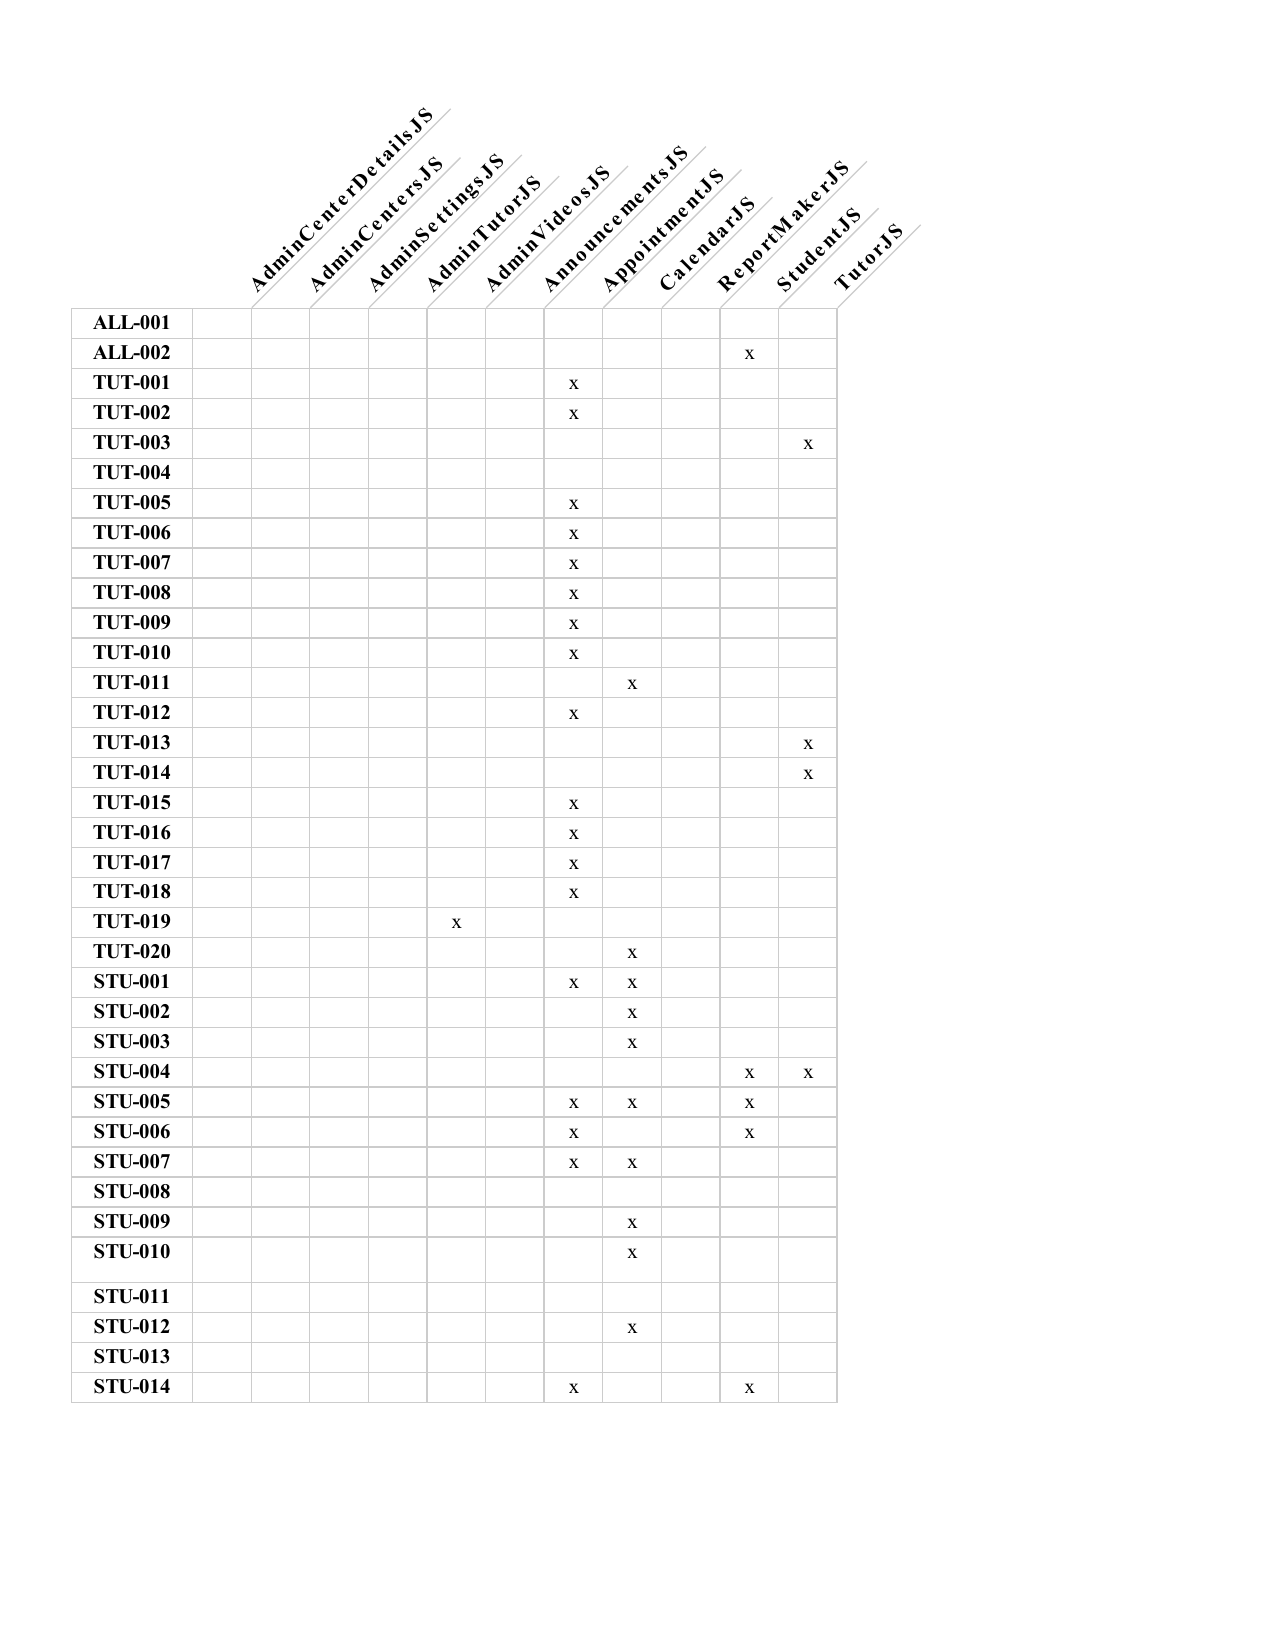 AdminCenterDetailsJS
AdminCentersJS
AdminSettingsJS
AdminTutorJS
AdminVideosJS
AnnouncementsJS
AppointmentJS
CalendarJS
ReportMakerJS
StudentJS
TutorJS
ALL-001
ALL-002 x
TUT-001 x
TUT-002 x
TUT-003 x
TUT-004
TUT-005 x
TUT-006 x
TUT-007 x
TUT-008 x
TUT-009 x
TUT-010 x
TUT-011 x
TUT-012 x
TUT-013 x
TUT-014 x
TUT-015 x
TUT-016 x
TUT-017 x
TUT-018 x
TUT-019 x
TUT-020 x
STU-001 x x
STU-002 x
STU-003 x
STU-004 x x
STU-005 x x x
STU-006 x x
STU-007 x x
STU-008
STU-009 x
STU-010 x
STU-011
STU-012 x
STU-013
STU-014 x x